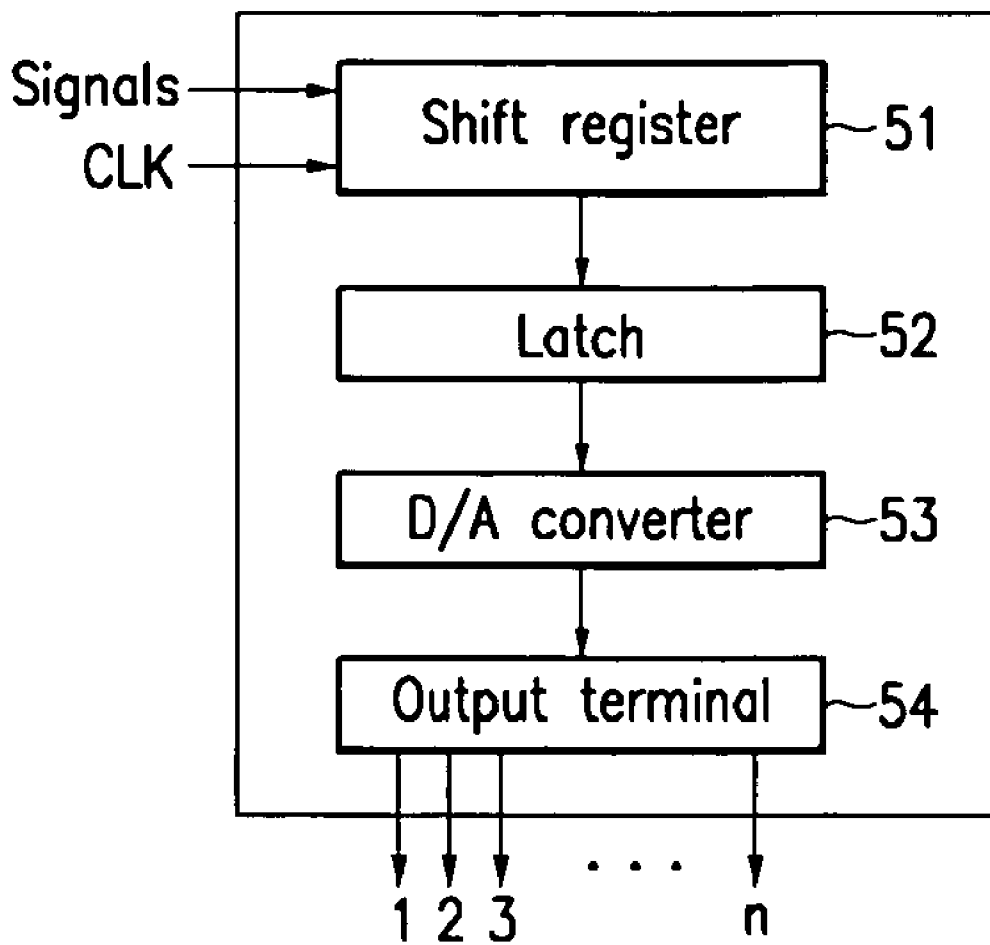 Signals
CLK
Shift register
51
Latch
52
D/A converter
53
Output terminal
54
1 2 3 . . . n